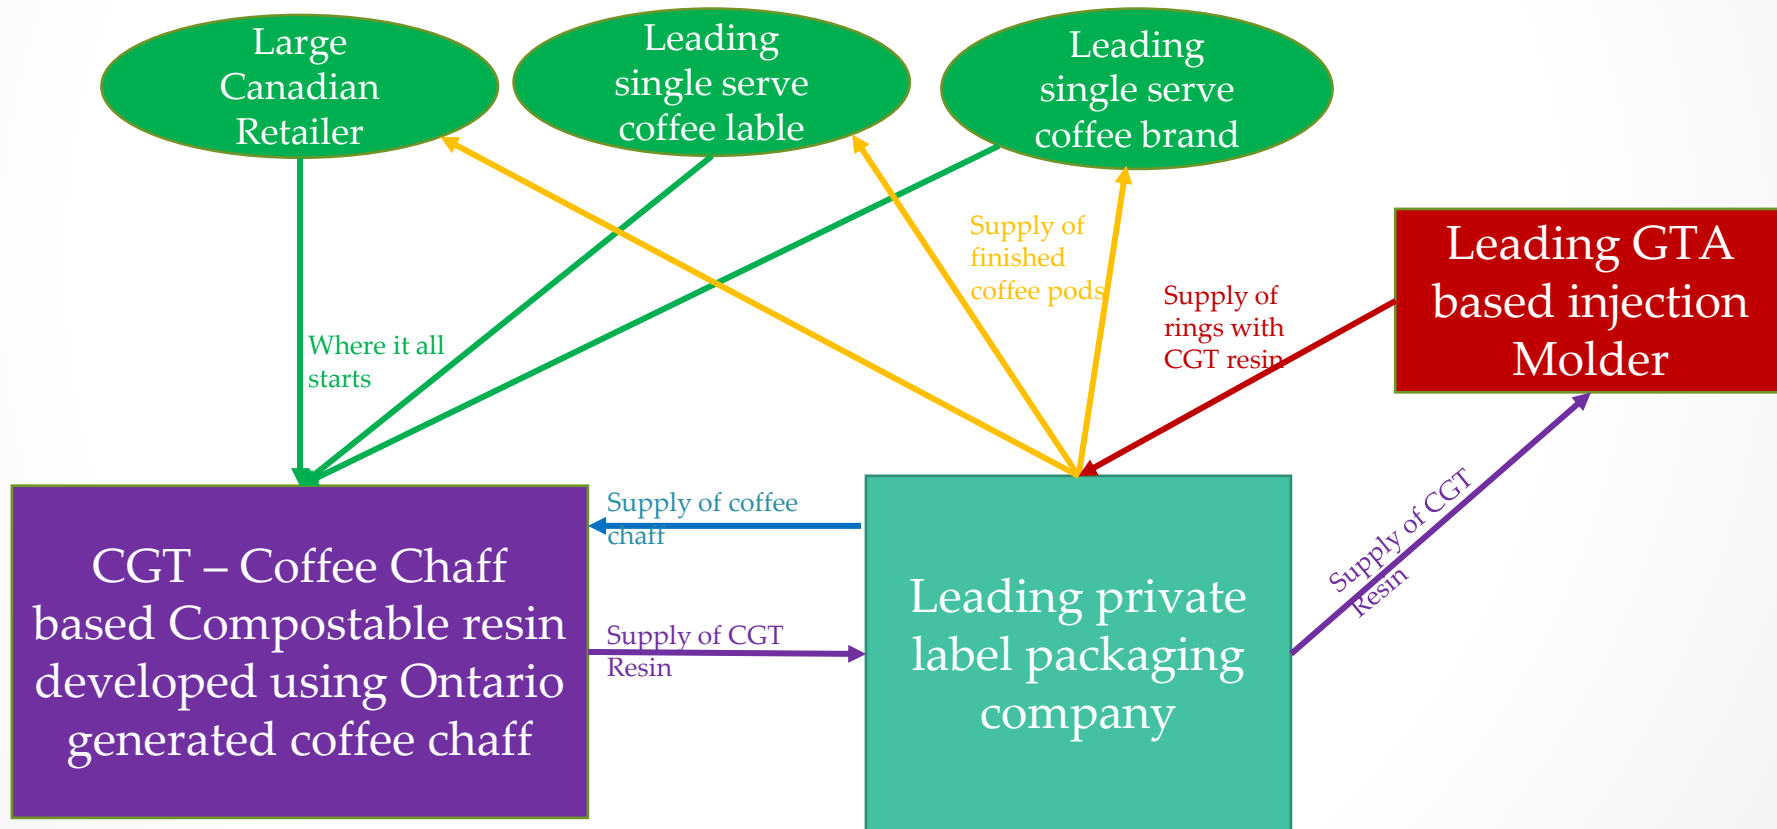 Large
Canadian
Retailer
Leading
single serve
coffee lable
Leading
single serve
coffee brand
Supply of
finished
coffee pods
Leading GTA
based injection
Molder
Supply of
rings with
CGT resin
Where it all
starts
Supply of coffee
chaff
Supply of CGT
Resin
CGT – Coffee Chaff
based Compostable resin
developed using Ontario
generated coffee chaff
Supply of CGT
Resin
Leading private
label packaging
company